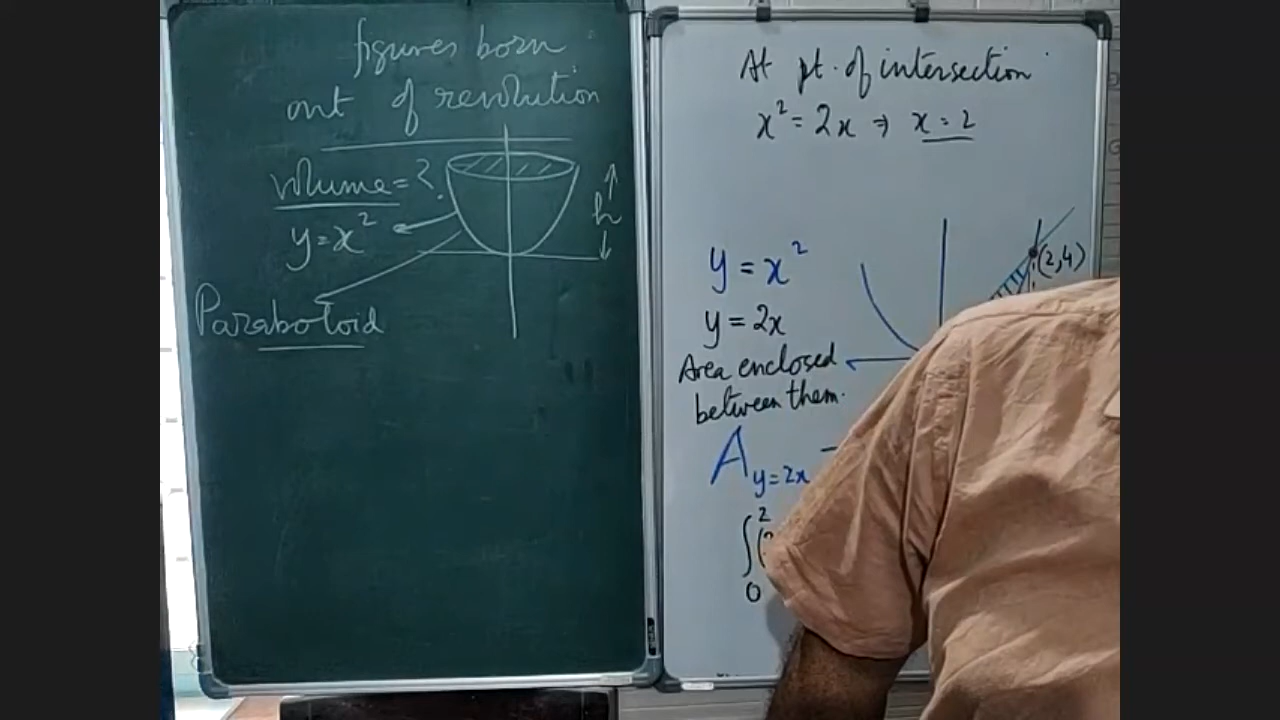 figures born
out of revolution
volume = ?
y = x²
h
Paraboloid
At pt. of intersection
x² = 2x ⇒ x = 2
y = x²
(2,4)
y = 2x
Area enclosed
between them.
A y=2x −
∫ 2 0 (